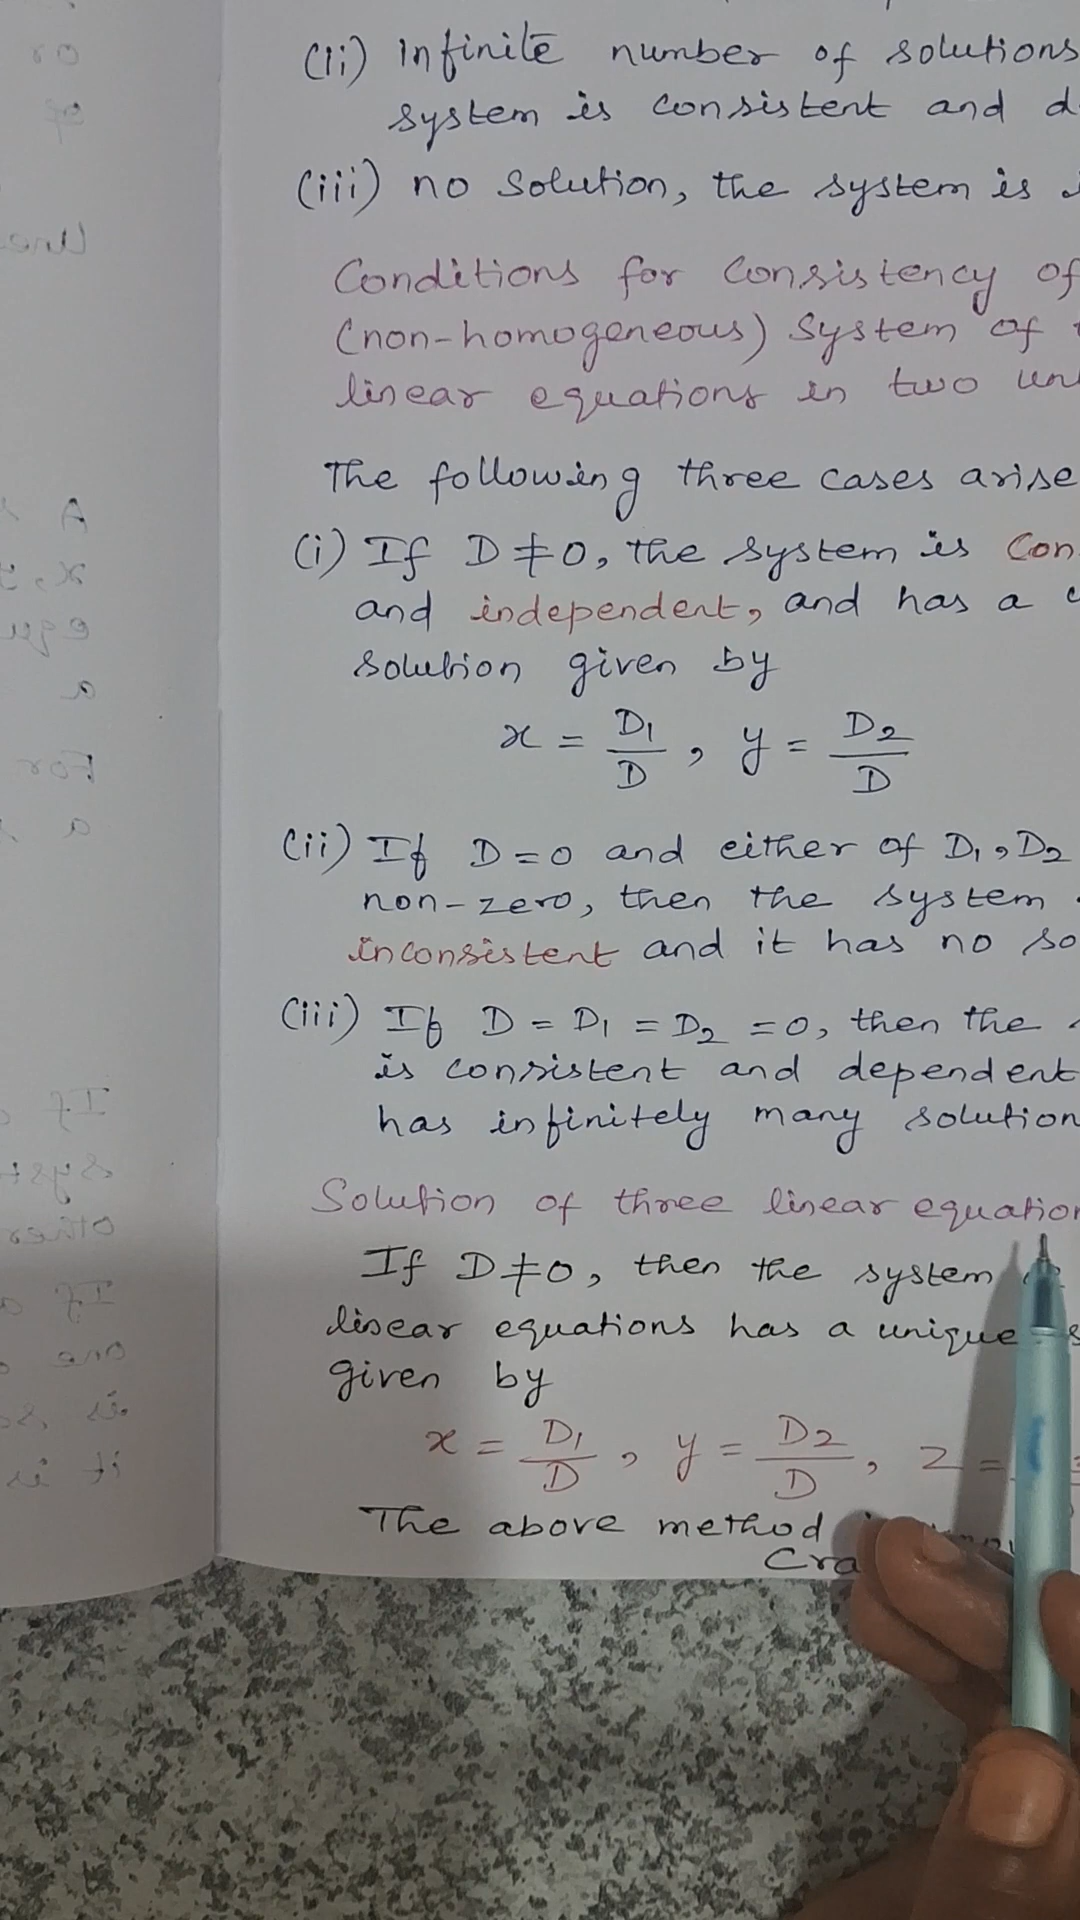 (ii) infinite number of solutions
system is consistent and
(iii) no solution, the system is
Conditions for Consistency of
(non-homogeneous) System of
linear equations in two
The following three cases arise
(i) If D ≠ 0, the system is
and independent, and has a
solution given by
x = D₁/D , y = D₂/D
(ii) If D = 0 and either of D₁, D₂
non-zero, then the system
inconsistent and it has no
(iii) If D = D₁ = D₂ = 0, then the
is consistent and dependent
has infinitely many solution
Solution of three linear equation
If D ≠ 0, then the system
linear equations has a unique
given by
x = D₁/D , y = D₂/D , z =
The above method